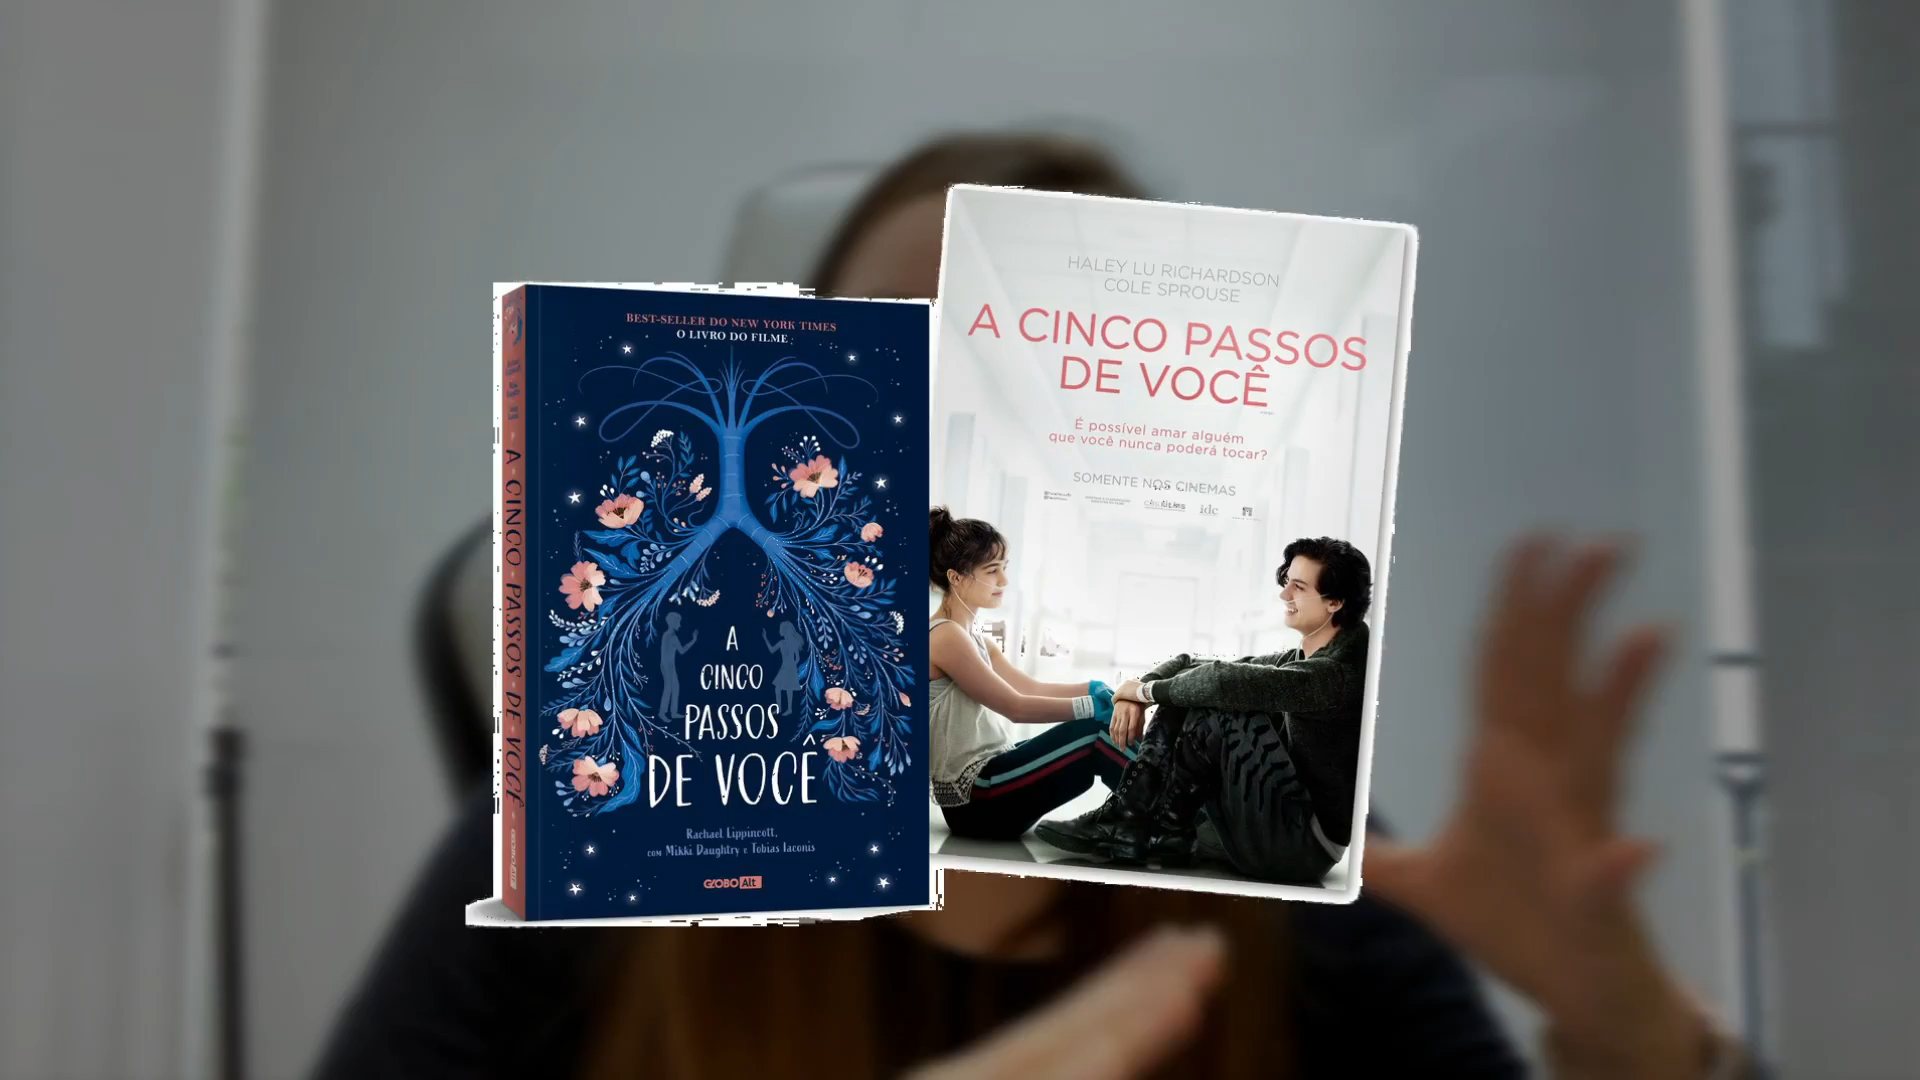 BEST-SELLER DO NEW YORK TIMES
O LIVRO DO FILME
A
CINCO
PASSOS
DE VOCÊ
Rachael Lippincott,
com Mikki Daughtry e Tobias Iaconis
GLOBO Alt
A CINCO PASSOS DE VOCÊ
GLOBO Alt
HALEY LU RICHARDSON
COLE SPROUSE
A CINCO PASSOS
DE VOCÊ
É possível amar alguém
que você nunca poderá tocar?
SOMENTE NOS CINEMAS
idc